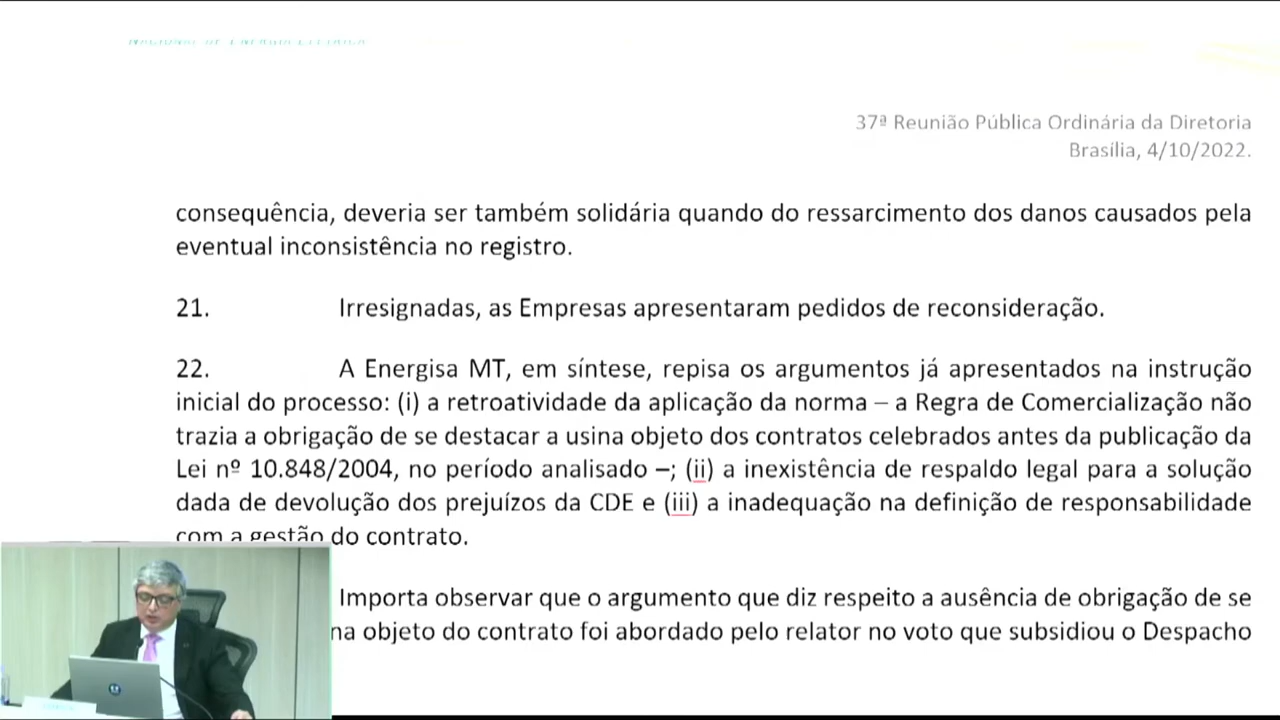 NACIONAL DE ENERGIA ELÉTRICA
37ª Reunião Pública Ordinária da Diretoria
Brasília, 4/10/2022.
consequência, deveria ser também solidária quando do ressarcimento dos danos causados pela
eventual inconsistência no registro.
21. Irresignadas, as Empresas apresentaram pedidos de reconsideração.
22. A Energisa MT, em síntese, repisa os argumentos já apresentados na instrução
inicial do processo: (i) a retroatividade da aplicação da norma – a Regra de Comercialização não
trazia a obrigação de se destacar a usina objeto dos contratos celebrados antes da publicação da
Lei nº 10.848/2004, no período analisado –; (ii) a inexistência de respaldo legal para a solução
dada de devolução dos prejuízos da CDE e (iii) a inadequação na definição de responsabilidade
com a gestão do contrato.
Importa observar que o argumento que diz respeito a ausência de obrigação de se
na objeto do contrato foi abordado pelo relator no voto que subsidiou o Despacho